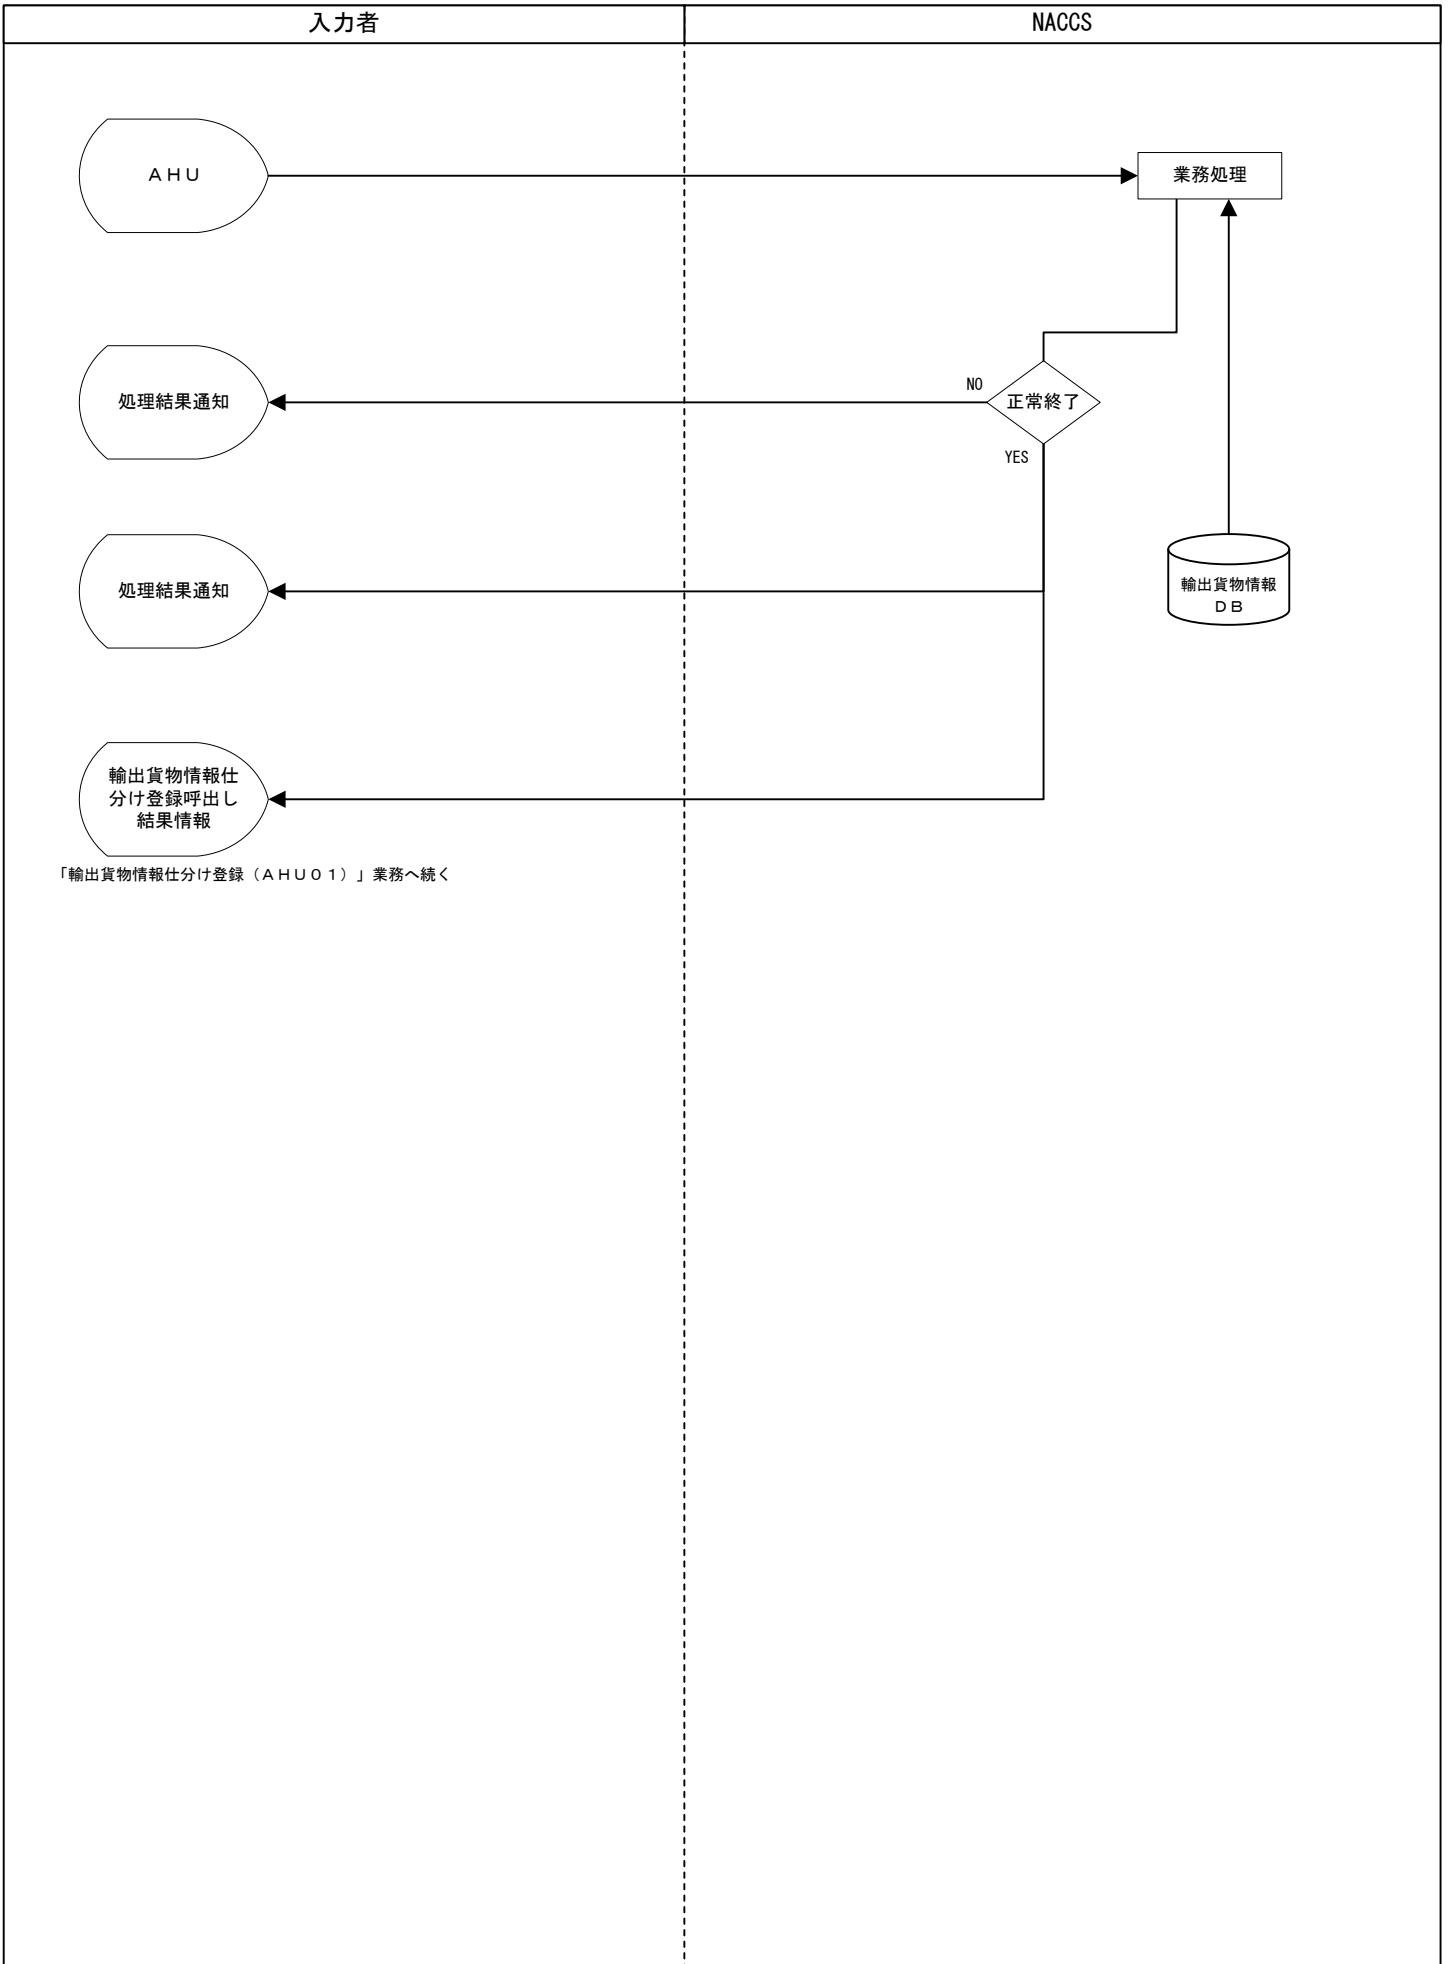 入力者
NACCS
ＡＨＵ
業務処理
処理結果通知
NO
正常終了
YES
処理結果通知
輸出貨物情報
ＤＢ
輸出貨物情報仕
分け登録呼出し
結果情報
「輸出貨物情報仕分け登録（ＡＨＵ０１）」業務へ続く